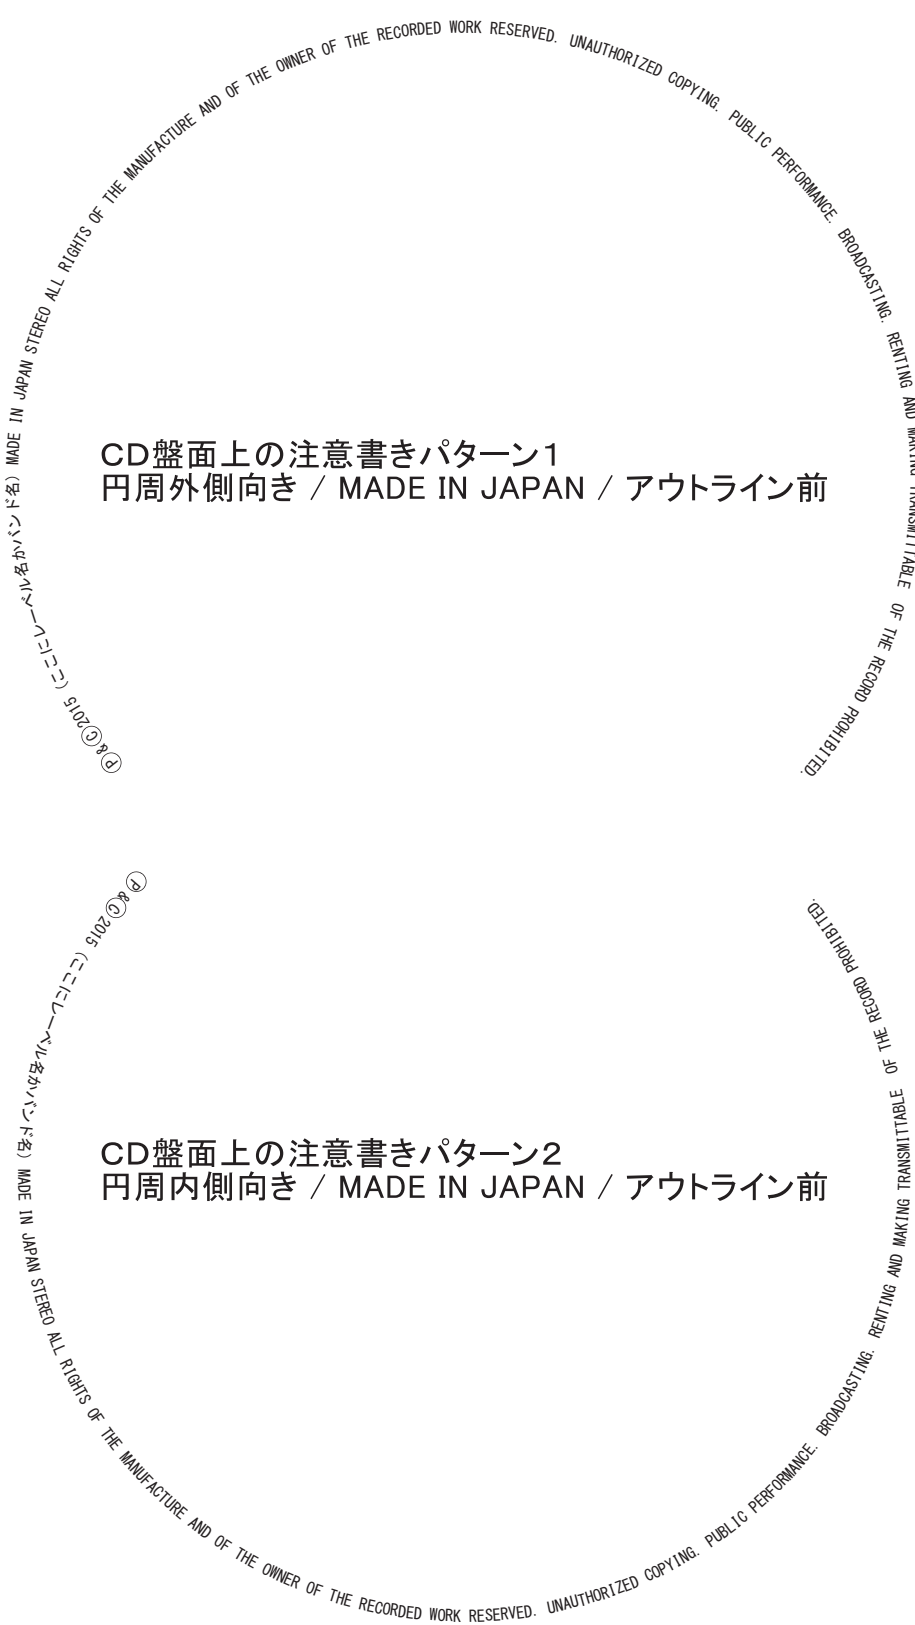 Ⓟ&Ⓒ2015（ここにレーベル名かバンド名）MADE IN JAPAN STEREO ALL RIGHTS OF THE MANUFACTURE AND OF THE OWNER OF THE RECORDED WORK RESERVED. UNAUTHORIZED COPYING. PUBLIC PERFORMANCE. BROADCASTING. RENTING AND MAKING TRANSMITTABLE OF THE RECORD PROHIBITED.
CD盤面上の注意書きパターン1
円周外側向き / MADE IN JAPAN / アウトライン前
Ⓟ&Ⓒ2015（ここにレーベル名かバンド名）MADE IN JAPAN STEREO ALL RIGHTS OF THE MANUFACTURE AND OF THE OWNER OF THE RECORDED WORK RESERVED. UNAUTHORIZED COPYING. PUBLIC PERFORMANCE. BROADCASTING. RENTING AND MAKING TRANSMITTABLE OF THE RECORD PROHIBITED.
CD盤面上の注意書きパターン2
円周内側向き / MADE IN JAPAN / アウトライン前